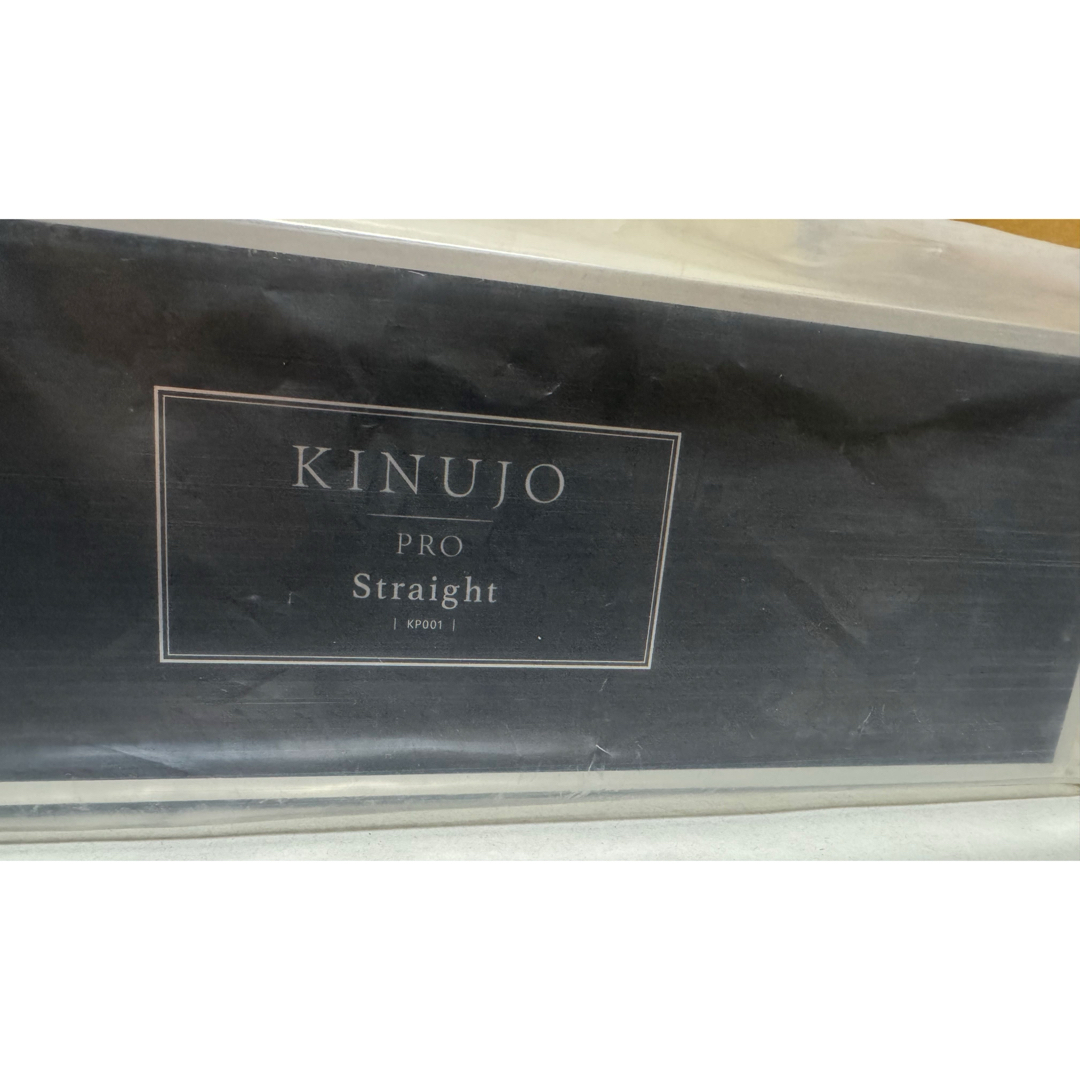 KINUJO
PRO
Straight
| KP001 |